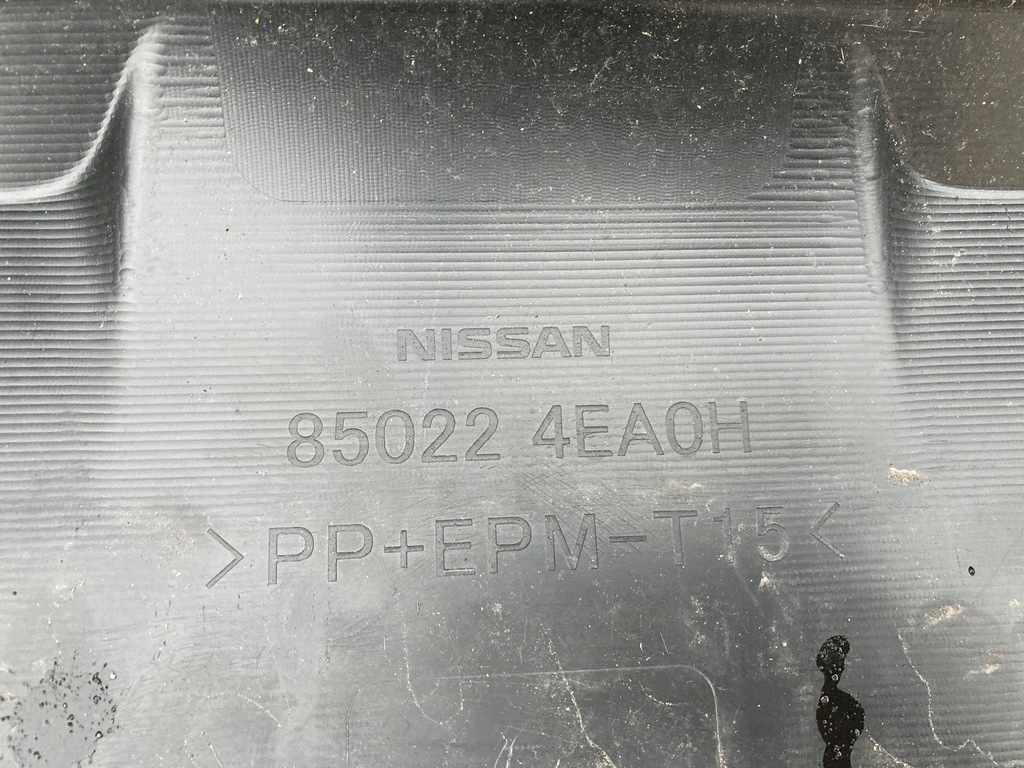 NISSAN
85022 4EA0H
>PP+EPM-T15<